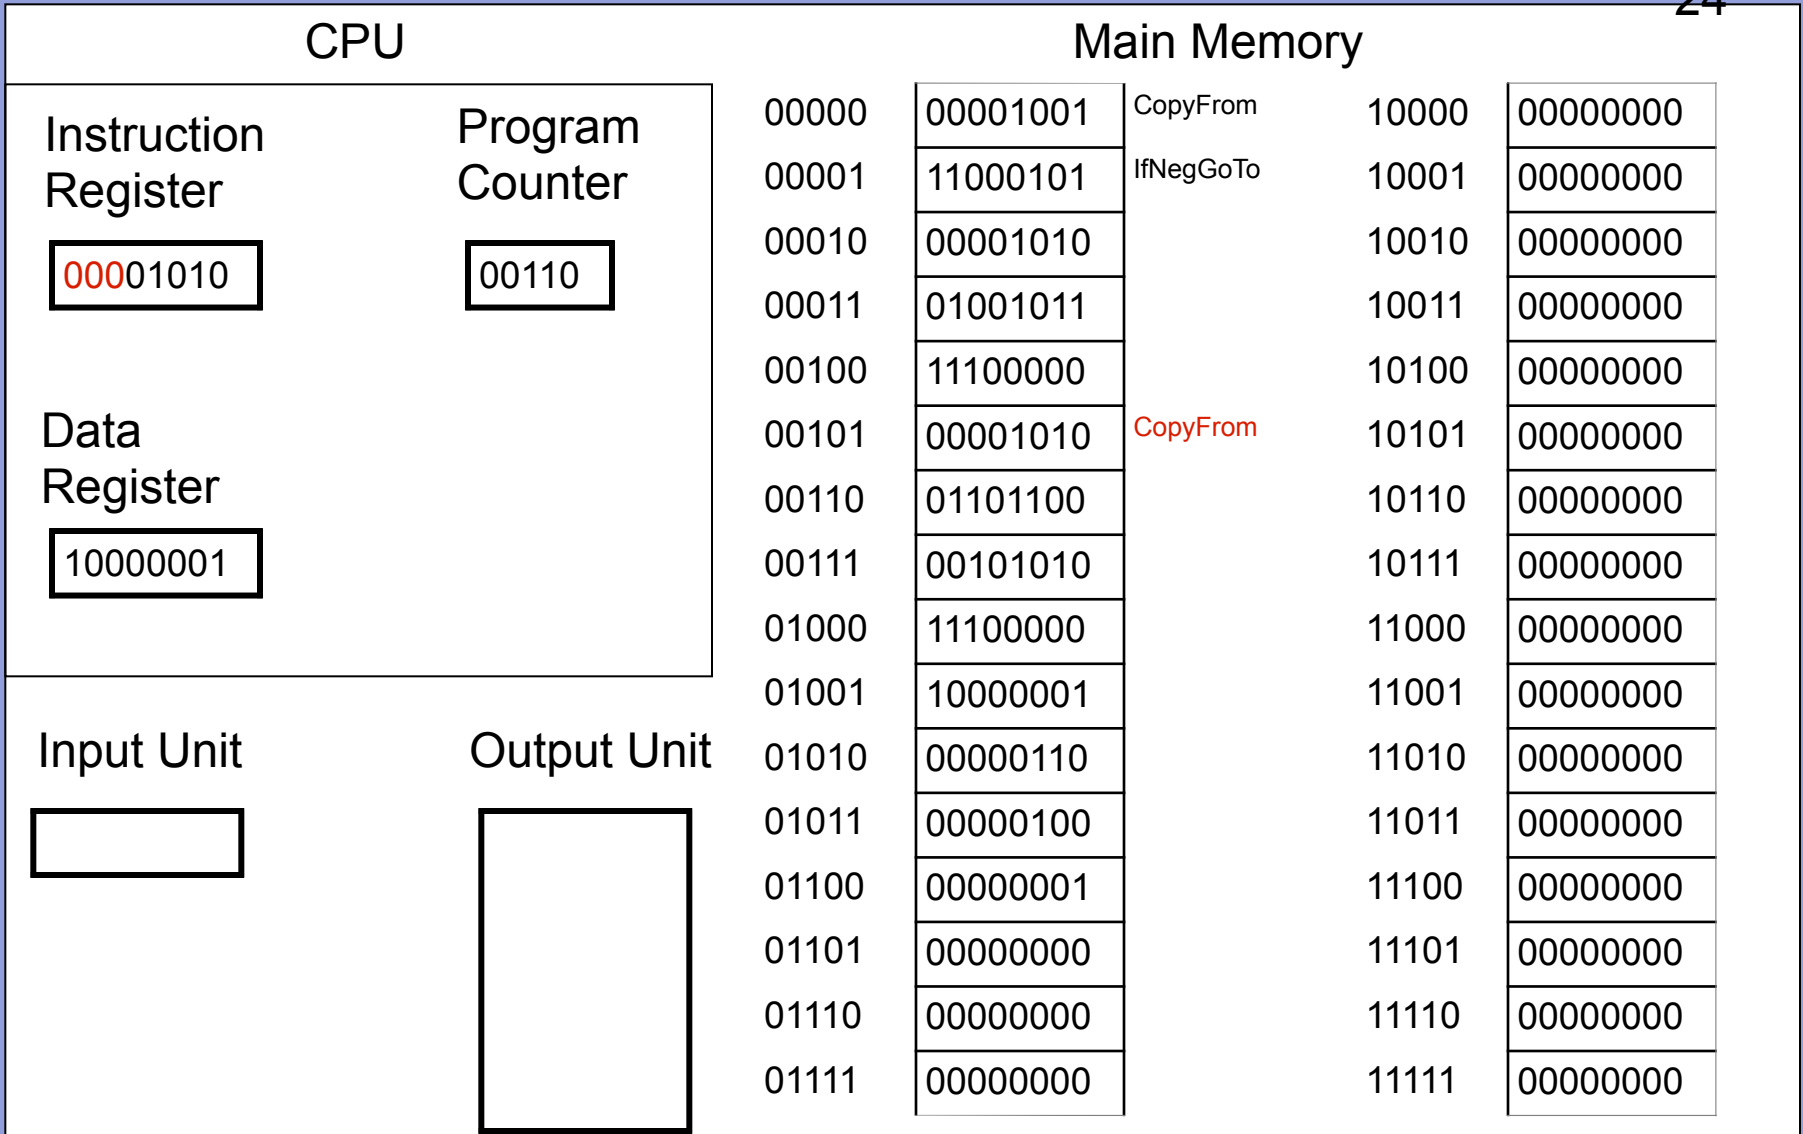 24
CPU
Main Memory
Instruction
Register
Program
Counter
00001010
00110
Data
Register
10000001
Input Unit
Output Unit
00000 00001001 CopyFrom 10000 00000000
00001 11000101 IfNegGoTo 10001 00000000
00010 00001010 10010 00000000
00011 01001011 10011 00000000
00100 11100000 10100 00000000
00101 00001010 CopyFrom 10101 00000000
00110 01101100 10110 00000000
00111 00101010 10111 00000000
01000 11100000 11000 00000000
01001 10000001 11001 00000000
01010 00000110 11010 00000000
01011 00000100 11011 00000000
01100 00000001 11100 00000000
01101 00000000 11101 00000000
01110 00000000 11110 00000000
01111 00000000 11111 00000000